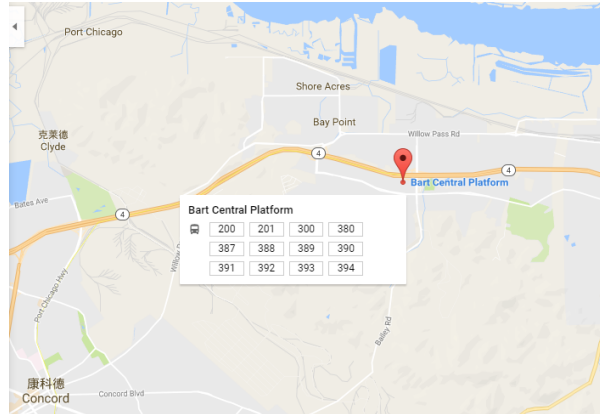 Port Chicago
Shore Acres
Bay Point
克莱德
Clyde
Willow Pass Rd
4
4
Bart Central Platform
Bates Ave
4
Bart Central Platform
200 201 300 380
387 388 389 390
391 392 393 394
Willow
Port Chicago Hwy
Bailey Rd
康科德
Concord
Concord Blvd